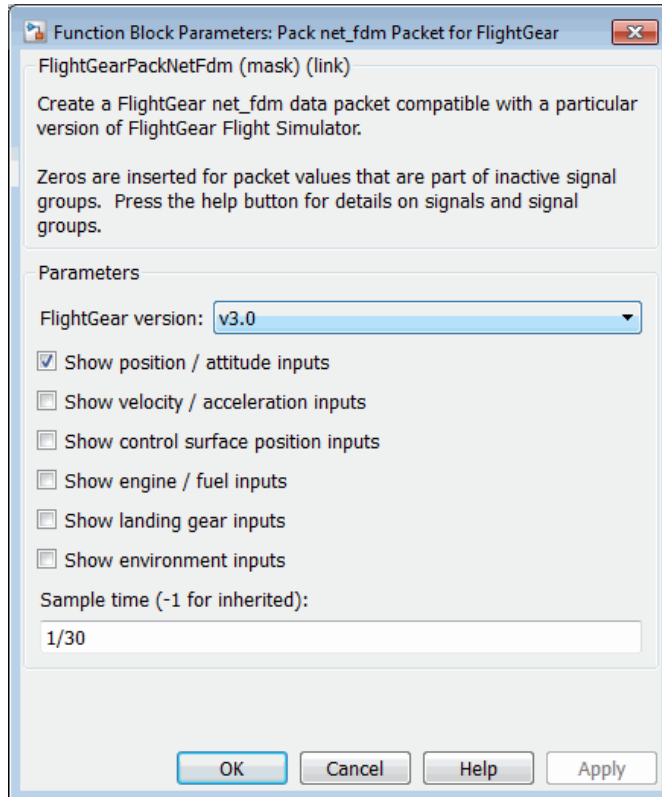 Function Block Parameters: Pack net_fdm Packet for FlightGear
FlightGearPackNetFdm (mask) (link)
Create a FlightGear net_fdm data packet compatible with a particular
version of FlightGear Flight Simulator.
Zeros are inserted for packet values that are part of inactive signal
groups.  Press the help button for details on signals and signal
groups.
Parameters
FlightGear version: v3.0
Show position / attitude inputs
Show velocity / acceleration inputs
Show control surface position inputs
Show engine / fuel inputs
Show landing gear inputs
Show environment inputs
Sample time (-1 for inherited):
1/30
OK Cancel Help Apply